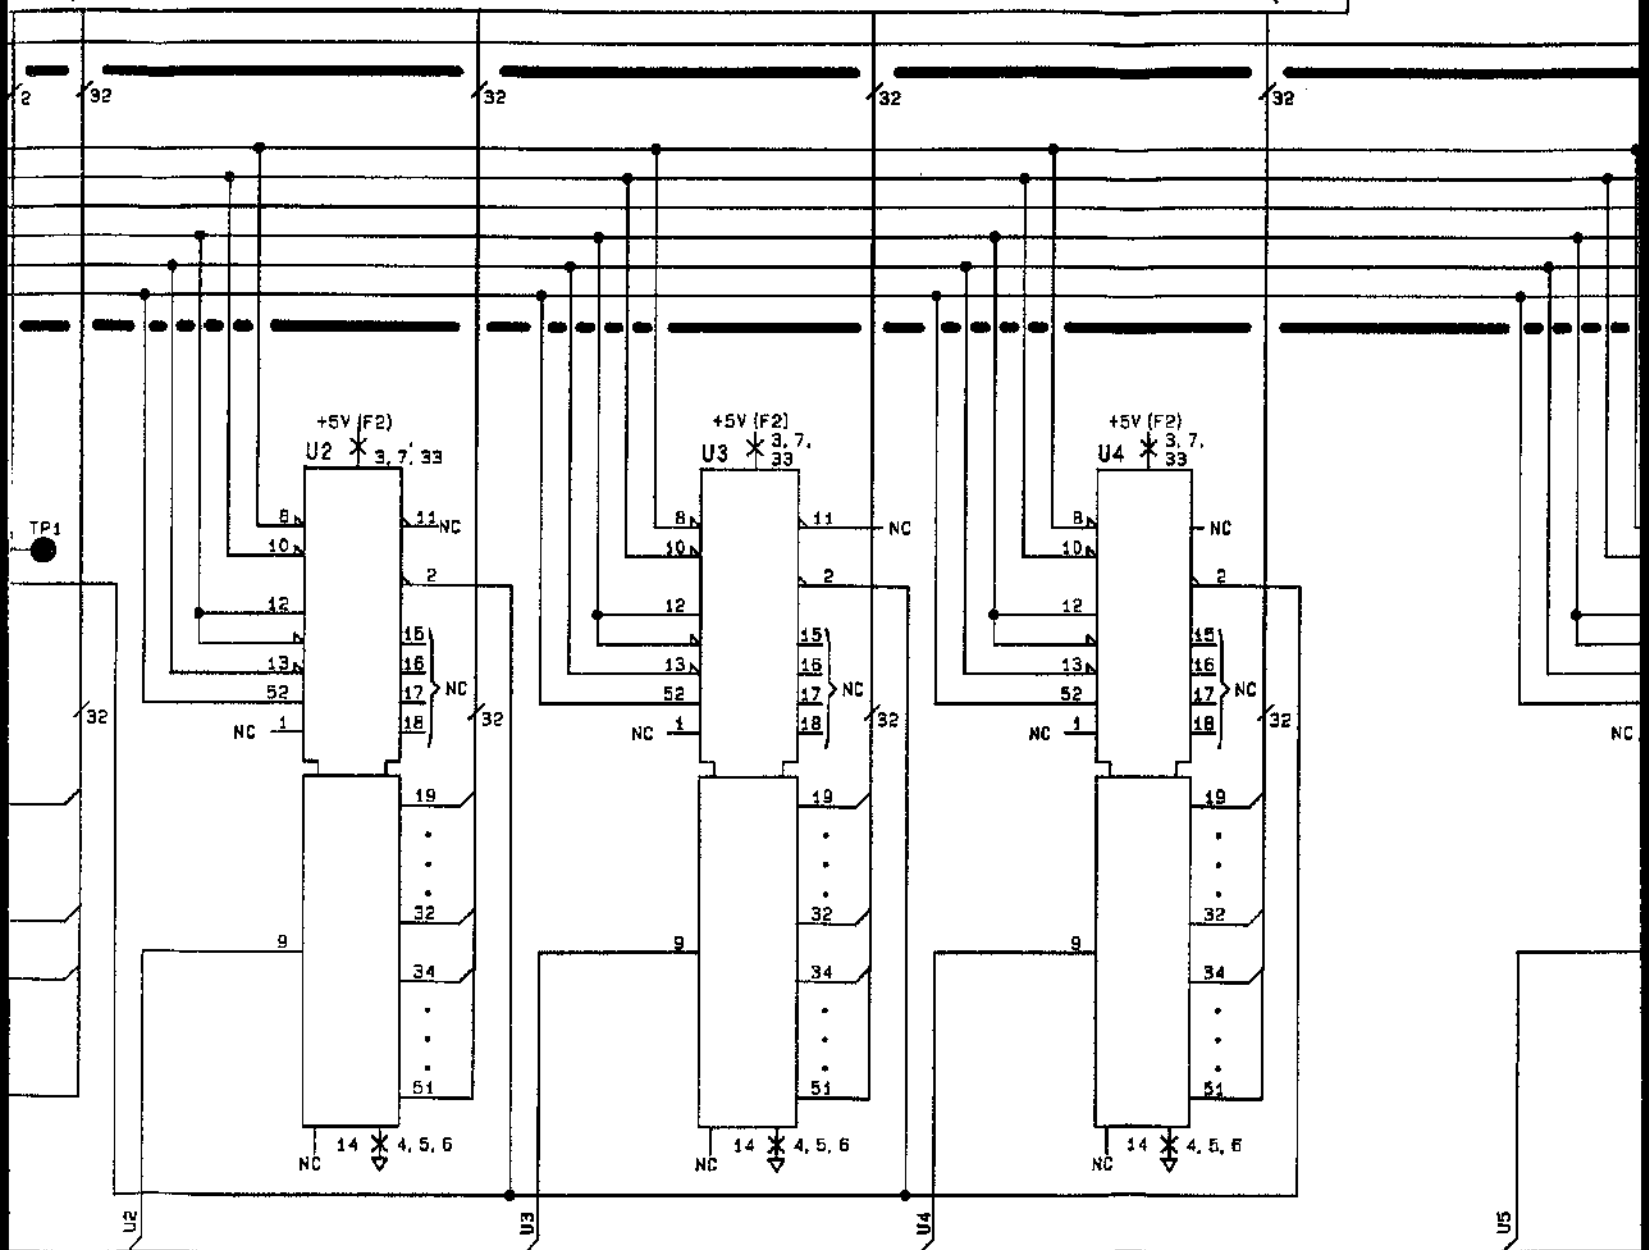 2 32 32 32 32
+5V (F2) +5V (F2) +5V (F2)
U2 3, 7, 33 U3 3, 7, 33 U4 3, 7, 33
8 11 NC 8 11 NC 8 NC
TP1
10 10 10
2 2 2
12 12 12
15 15 15
13 16 13 16 13 16
52 17 NC 52 17 NC 52 17 NC
32 NC 1 18 32 NC 1 18 32 NC 1 18 32 NC
19 19 19
32 32 32
9 9 9
34 34 34
51 51 51
14 4, 5, 6 14 4, 5, 6 14 4, 5, 6
NC NC NC
U2 U3 U4 U5